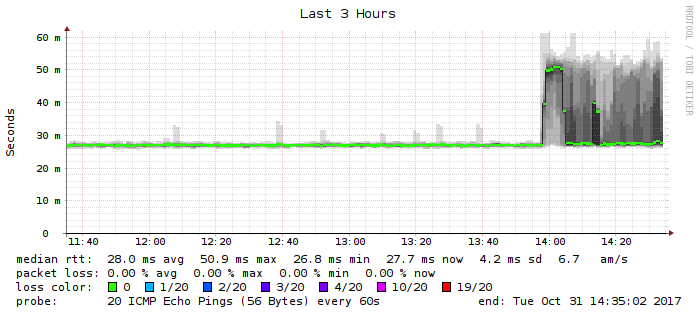 Last 3 Hours
RRDTOOL / TOBI OETIKER
Seconds
60 m
50 m
40 m
30 m
20 m
10 m
0
11:40 12:00 12:20 12:40 13:00 13:20 13:40 14:00 14:20
median rtt: 28.0 ms avg 50.9 ms max 26.8 ms min 27.7 ms now 4.2 ms sd 6.7 am/s
packet loss: 0.00 % avg 0.00 % max 0.00 % min 0.00 % now
loss color: 0 1/20 2/20 3/20 4/20 10/20 19/20
probe: 20 ICMP Echo Pings (56 Bytes) every 60s end: Tue Oct 31 14:35:02 2017